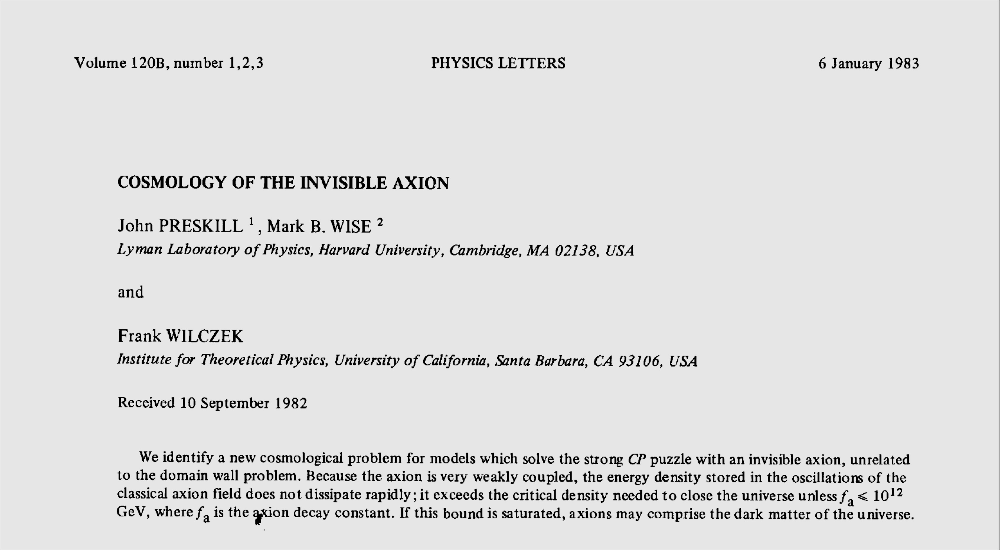 Volume 120B, number 1,2,3 PHYSICS LETTERS 6 January 1983
COSMOLOGY OF THE INVISIBLE AXION
John PRESKILL ¹, Mark B. WISE ²
Lyman Laboratory of Physics, Harvard University, Cambridge, MA 02138, USA
and
Frank WILCZEK
Institute for Theoretical Physics, University of California, Santa Barbara, CA 93106, USA
Received 10 September 1982
We identify a new cosmological problem for models which solve the strong CP puzzle with an invisible axion, unrelated
to the domain wall problem. Because the axion is very weakly coupled, the energy density stored in the oscillations of the
classical axion field does not dissipate rapidly; it exceeds the critical density needed to close the universe unless fₐ ⩽ 10¹²
GeV, where fₐ is the axion decay constant. If this bound is saturated, axions may comprise the dark matter of the universe.